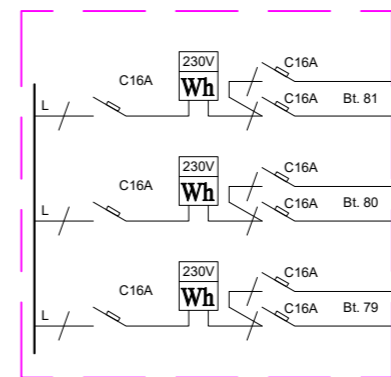 230V C16A
C16A Wh
L C16A Bt. 81
230V C16A
C16A Wh
L C16A Bt. 80
230V C16A
C16A Wh
L C16A Bt. 79